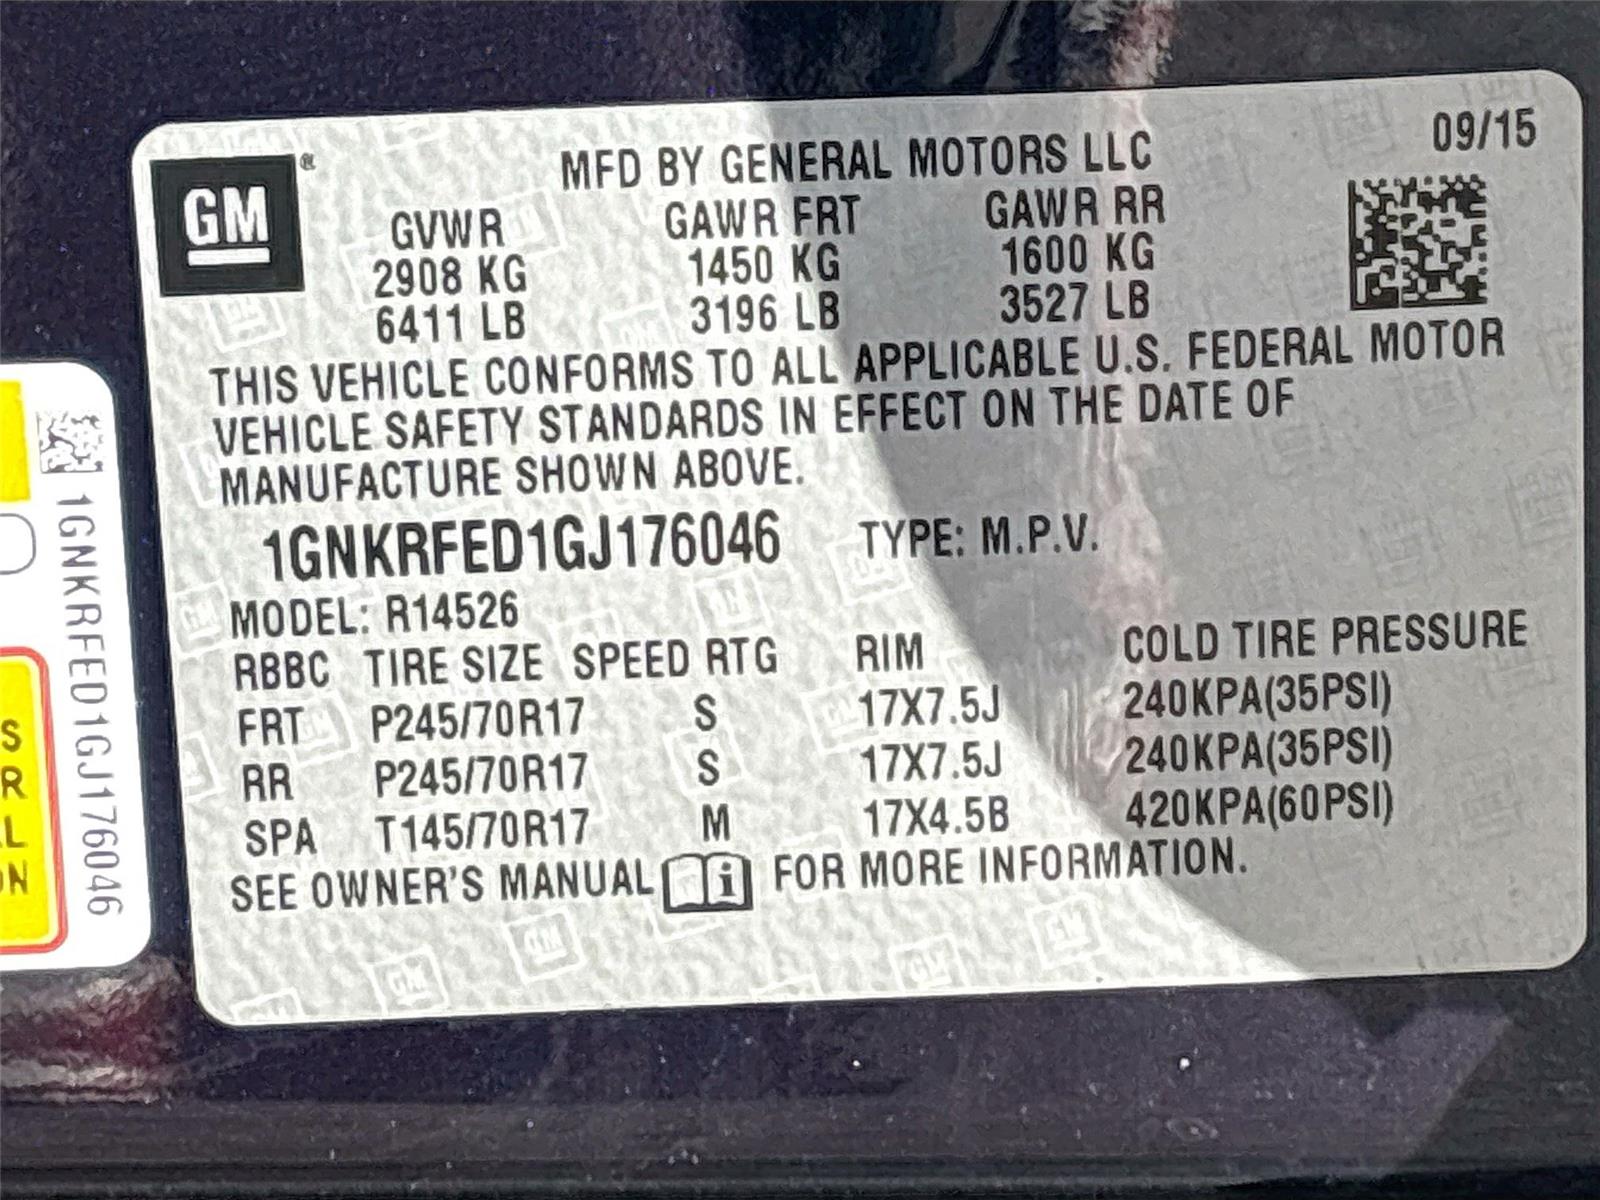 GM®
MFD BY GENERAL MOTORS LLC
09/15
GVWR GAWR FRT GAWR RR
2908 KG 1450 KG 1600 KG
6411 LB 3196 LB 3527 LB
THIS VEHICLE CONFORMS TO ALL APPLICABLE U.S. FEDERAL MOTOR
VEHICLE SAFETY STANDARDS IN EFFECT ON THE DATE OF
MANUFACTURE SHOWN ABOVE.
1GNKRFED1GJ176046 TYPE: M.P.V.
MODEL: R14526
RBBC TIRE SIZE SPEED RTG RIM COLD TIRE PRESSURE
FRT P245/70R17 S 17X7.5J 240KPA(35PSI)
RR P245/70R17 S 17X7.5J 240KPA(35PSI)
SPA T145/70R17 M 17X4.5B 420KPA(60PSI)
SEE OWNER'S MANUAL i FOR MORE INFORMATION.
1GNKRFED1GJ176046
S
R
L
ON